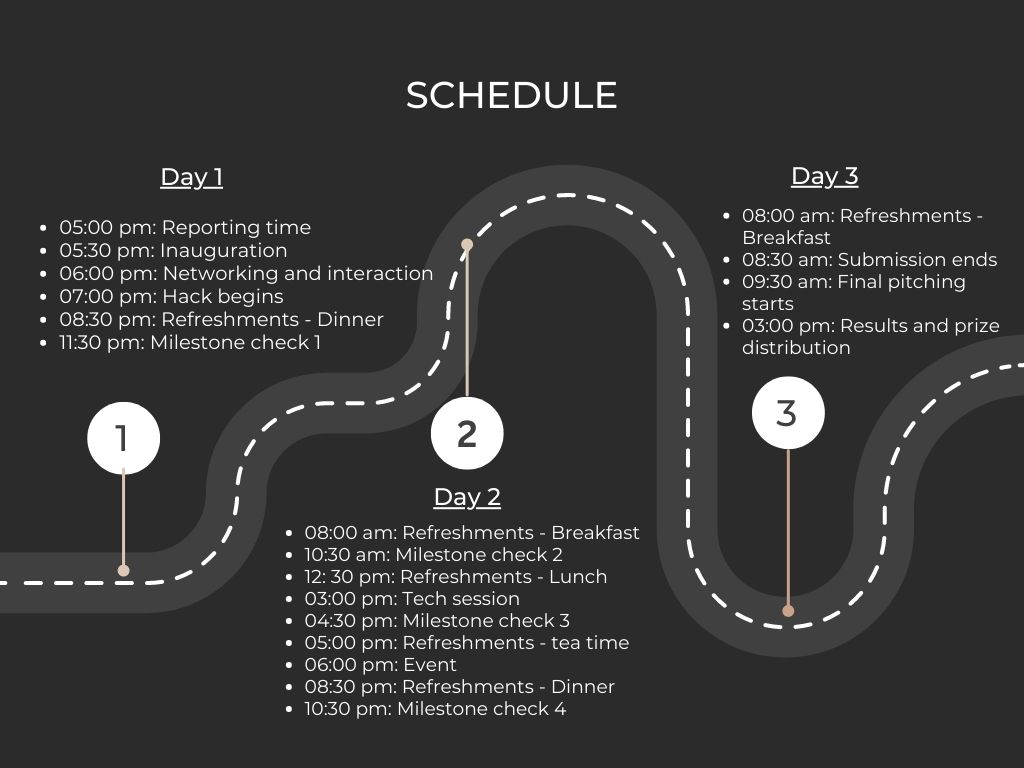 SCHEDULE
Day 1
• 05:00 pm: Reporting time
• 05:30 pm: Inauguration
• 06:00 pm: Networking and interaction
• 07:00 pm: Hack begins
• 08:30 pm: Refreshments - Dinner
• 11:30 pm: Milestone check 1
1
2
Day 2
• 08:00 am: Refreshments - Breakfast
• 10:30 am: Milestone check 2
• 12: 30 pm: Refreshments - Lunch
• 03:00 pm: Tech session
• 04:30 pm: Milestone check 3
• 05:00 pm: Refreshments - tea time
• 06:00 pm: Event
• 08:30 pm: Refreshments - Dinner
• 10:30 pm: Milestone check 4
Day 3
• 08:00 am: Refreshments -
Breakfast
• 08:30 am: Submission ends
• 09:30 am: Final pitching
starts
• 03:00 pm: Results and prize
distribution
3